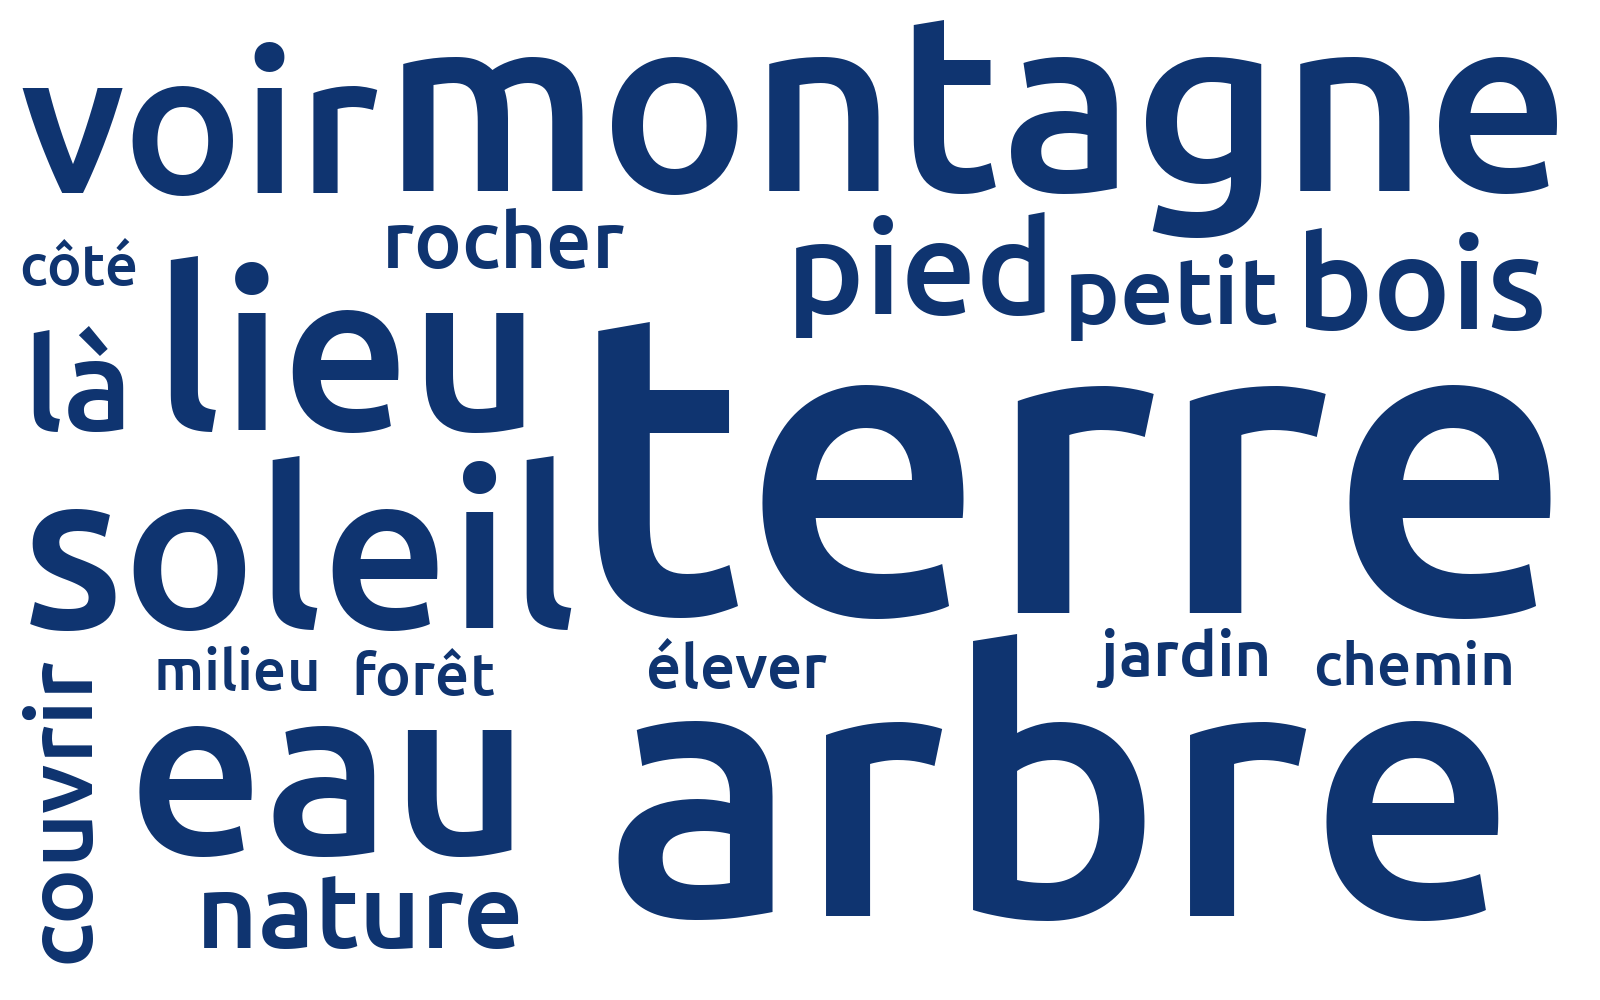 voir montagne
côté rocher pied petit bois
là lieu
terre
soleil
milieu forêt élever jardin chemin
couvrir eau arbre
nature